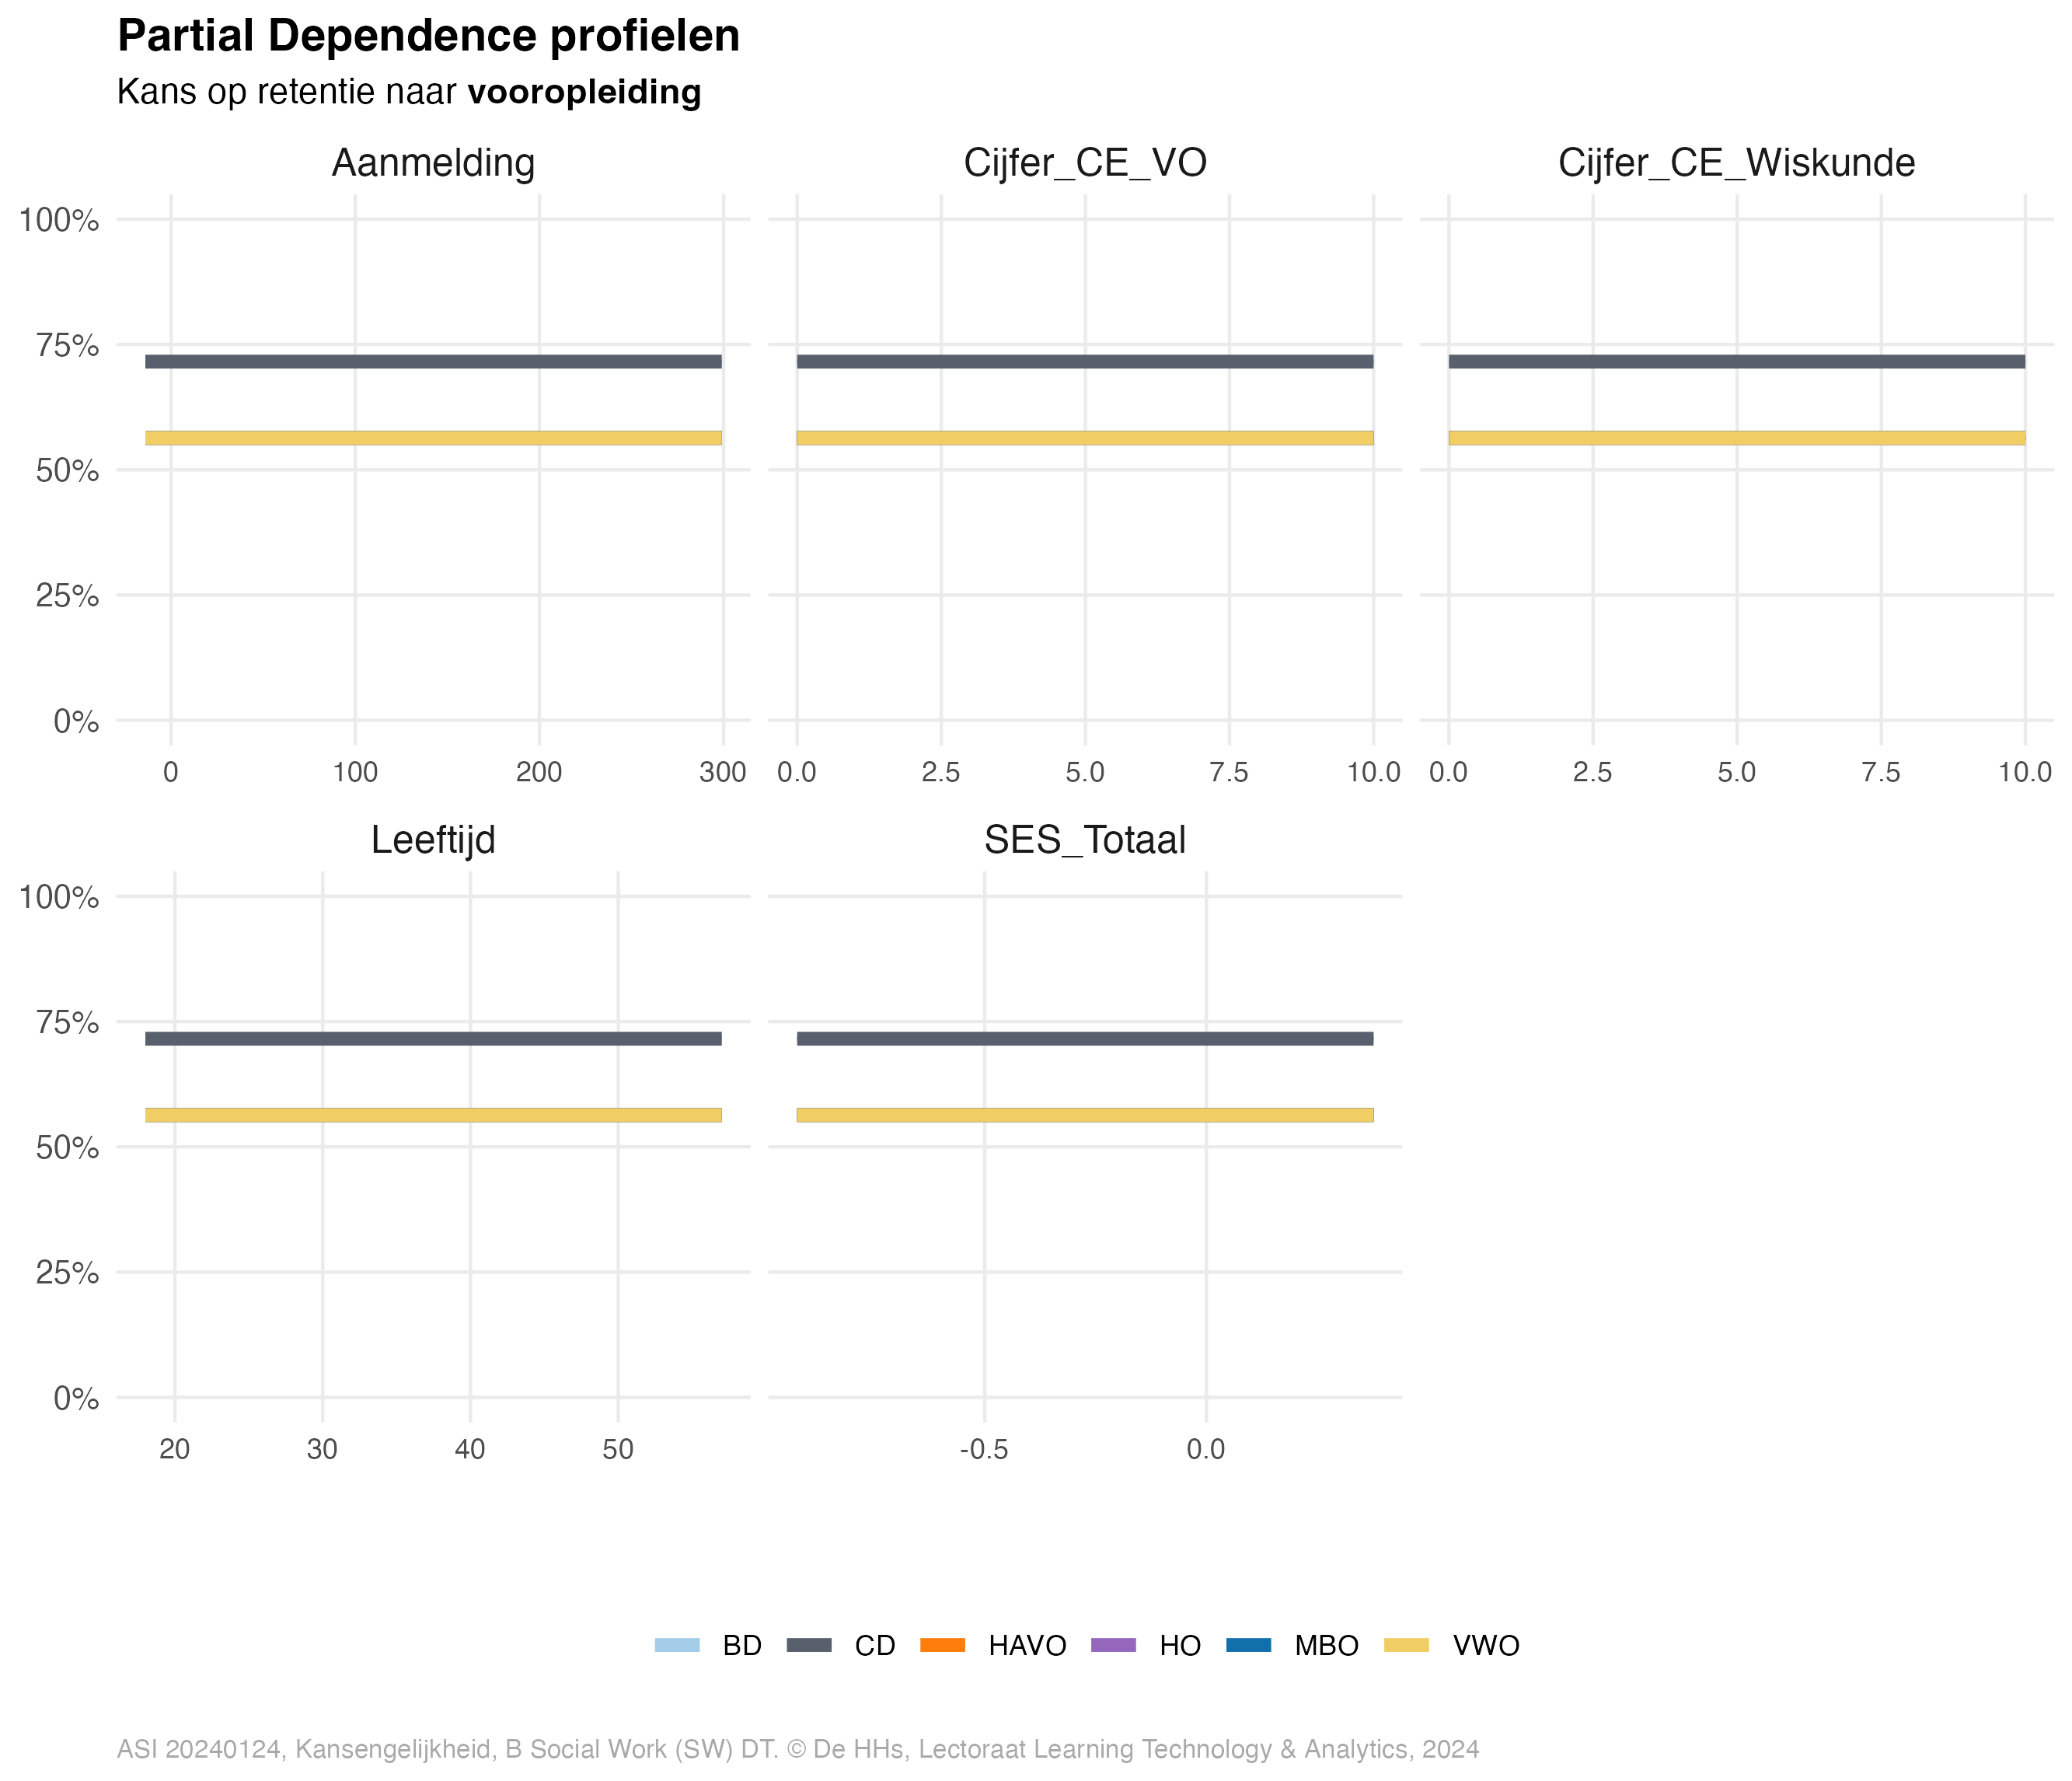 Partial Dependence profielen
Kans op retentie naar vooropleiding
Aanmelding
Cijfer_CE_VO
Cijfer_CE_Wiskunde
100%
75%
50%
25%
0%
0 100 200 300
0.0 2.5 5.0 7.5 10.0
0.0 2.5 5.0 7.5 10.0
Leeftijd
SES_Totaal
100%
75%
50%
25%
0%
20 30 40 50
-0.5 0.0
BD CD HAVO HO MBO VWO
ASI 20240124, Kansengelijkheid, B Social Work (SW) DT. © De HHs, Lectoraat Learning Technology & Analytics, 2024